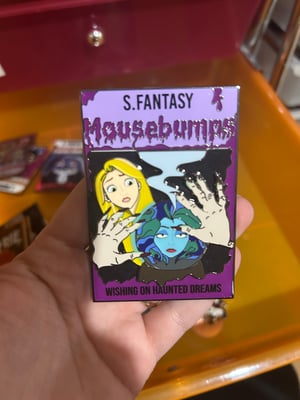 S.FANTASY
Mousebumps
WISHING ON HAUNTED DREAMS